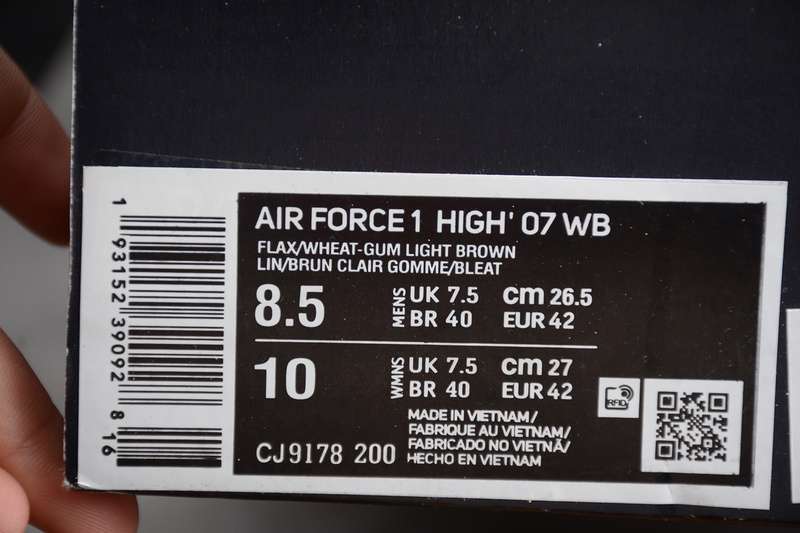 AIR FORCE 1 HIGH' 07 WB
FLAX/WHEAT-GUM LIGHT BROWN
LIN/BRUN CLAIR GOMME/BLEAT
8.5 MENS UK 7.5 cm 26.5
BR 40 EUR 42
10 WMNS UK 7.5 cm 27
BR 40 EUR 42
MADE IN VIETNAM/
FABRIQUE AU VIETNAM/
FABRICADO NO VIETNÃ/
HECHO EN VIETNAM
CJ9178 200
1 93152 39092 8 16